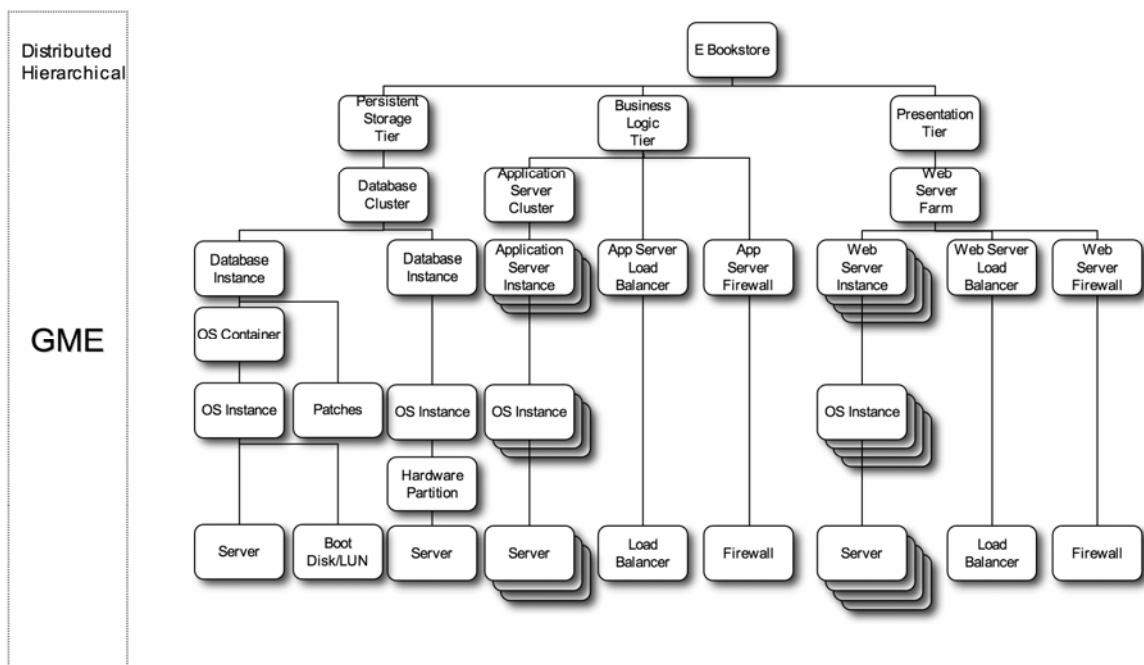 Distributed
Hierarchical
GME
E Bookstore
Persistent
Storage
Tier
Business
Logic
Tier
Presentation
Tier
Database
Cluster
Application
Server
Cluster
Web
Server
Farm
Database
Instance
Database
Instance
Application
Server
Instance
App Server
Load
Balancer
App
Server
Firewall
Web
Server
Instance
Web Server
Load
Balancer
Web
Server
Firewall
OS Container
OS Instance
Patches
OS Instance
OS Instance
OS Instance
Hardware
Partition
Server
Boot
Disk/LUN
Server
Server
Load
Balancer
Firewall
Server
Load
Balancer
Firewall